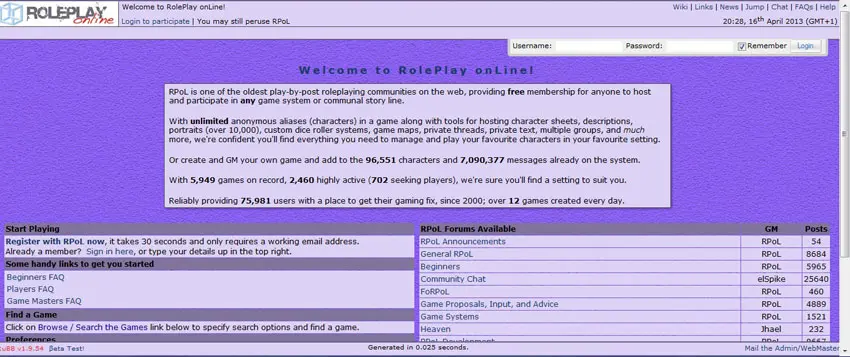 ROLEPLAY
online
Welcome to RolePlay onLine!
Login to participate | You may still peruse RPoL
Wiki | Links | News | Jump | Chat | FAQs | Help
20:28, 16th April 2013 (GMT+1)
Username: Password: Remember Login
Welcome to RolePlay onLine!
RPoL is one of the oldest play-by-post roleplaying communities on the web, providing free membership for anyone to host
and participate in any game system or communal story line.
With unlimited anonymous aliases (characters) in a game along with tools for hosting character sheets, descriptions,
portraits (over 10,000), custom dice roller systems, game maps, private threads, private text, multiple groups, and much
more, we're confident you'll find everything you need to manage and play your favourite characters in your favourite setting.
Or create and GM your own game and add to the 96,551 characters and 7,090,377 messages already on the system.
With 5,949 games on record, 2,460 highly active (702 seeking players), we're sure you'll find a setting to suit you.
Reliably providing 75,981 users with a place to get their gaming fix, since 2000; over 12 games created every day.
Start Playing
Register with RPoL now, it takes 30 seconds and only requires a working email address.
Already a member? Sign in here, or type your details up in the top right.
Some handy links to get you started
Beginners FAQ
Players FAQ
Game Masters FAQ
Find a Game
Click on Browse / Search the Games link below to specify search options and find a game.
Preferences
RPoL Forums Available GM Posts
RPoL Announcements RPoL 54
General RPoL RPoL 8684
Beginners RPoL 5965
Community Chat elSpike 25640
FoRPoL RPoL 460
Game Proposals, Input, and Advice RPoL 4889
Game Systems RPoL 1521
Heaven Jhael 232
RPoL Development RPoL
v1.9.54 βeta Test!
Generated in 0.025 seconds.
Mail the Admin/WebMaster